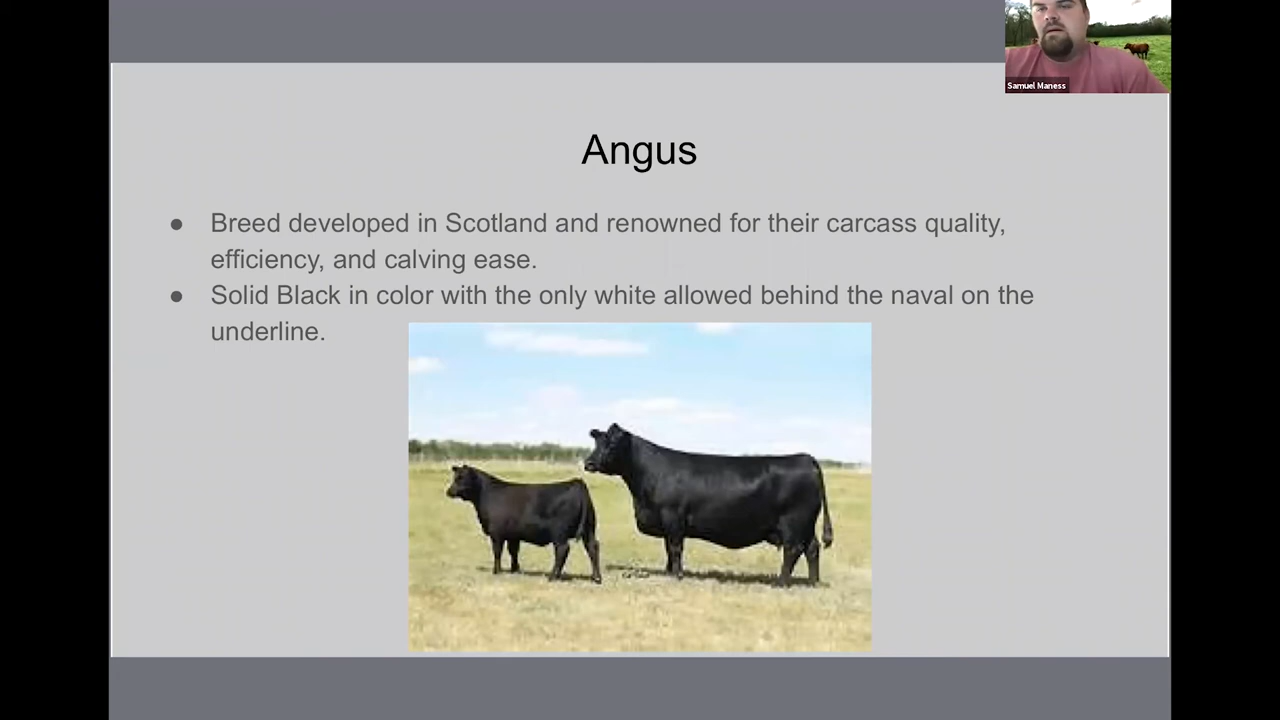 Samuel Maness
Angus
● Breed developed in Scotland and renowned for their carcass quality,
efficiency, and calving ease.
● Solid Black in color with the only white allowed behind the naval on the
underline.